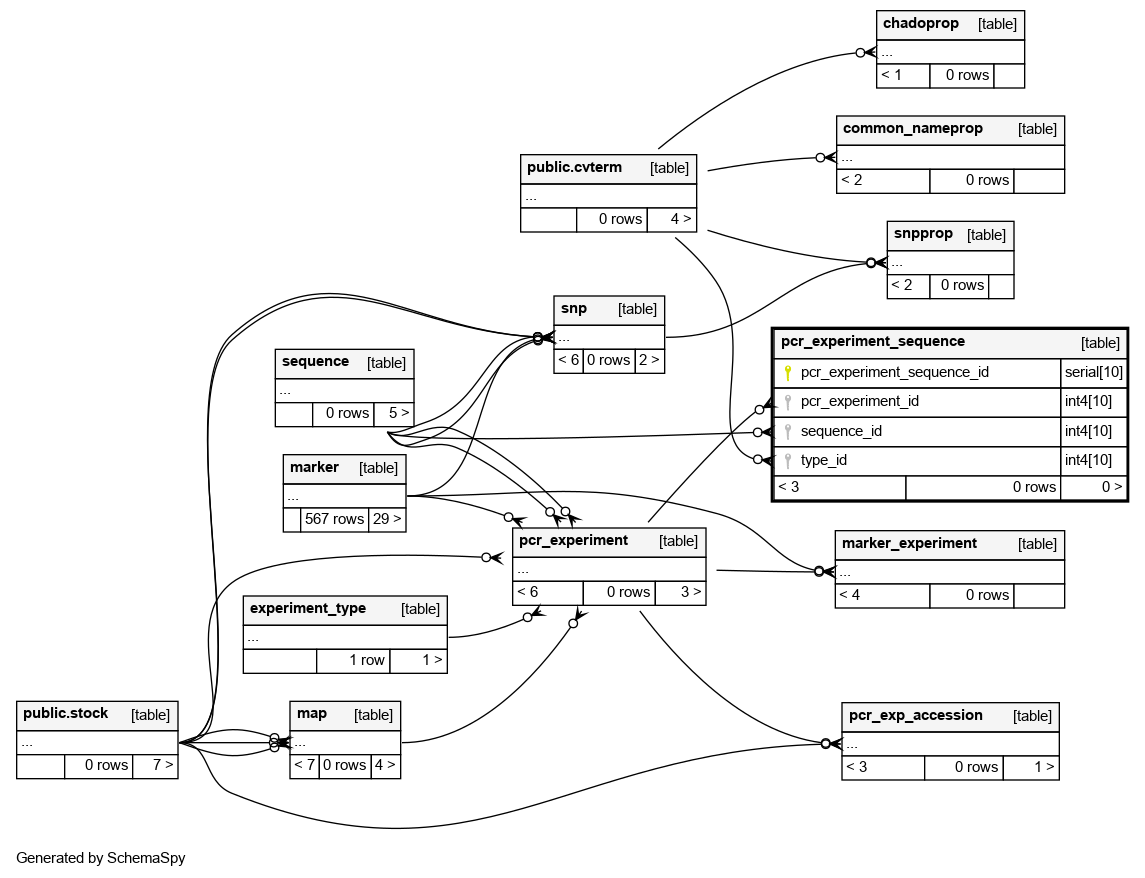 chadoprop [table]
...
< 1 0 rows
common_nameprop [table]
...
< 2 0 rows
public.cvterm [table]
...
0 rows 4 >
snpprop [table]
...
< 2 0 rows
snp [table]
...
< 6 0 rows 2 >
pcr_experiment_sequence [table]
pcr_experiment_sequence_id serial[10]
pcr_experiment_id int4[10]
sequence_id int4[10]
type_id int4[10]
< 3 0 rows 0 >
sequence [table]
...
0 rows 5 >
marker [table]
...
567 rows 29 >
pcr_experiment [table]
...
< 6 0 rows 3 >
marker_experiment [table]
...
< 4 0 rows
experiment_type [table]
...
1 row 1 >
public.stock [table]
...
0 rows 7 >
map [table]
...
< 7 0 rows 4 >
pcr_exp_accession [table]
...
< 3 0 rows 1 >
Generated by SchemaSpy